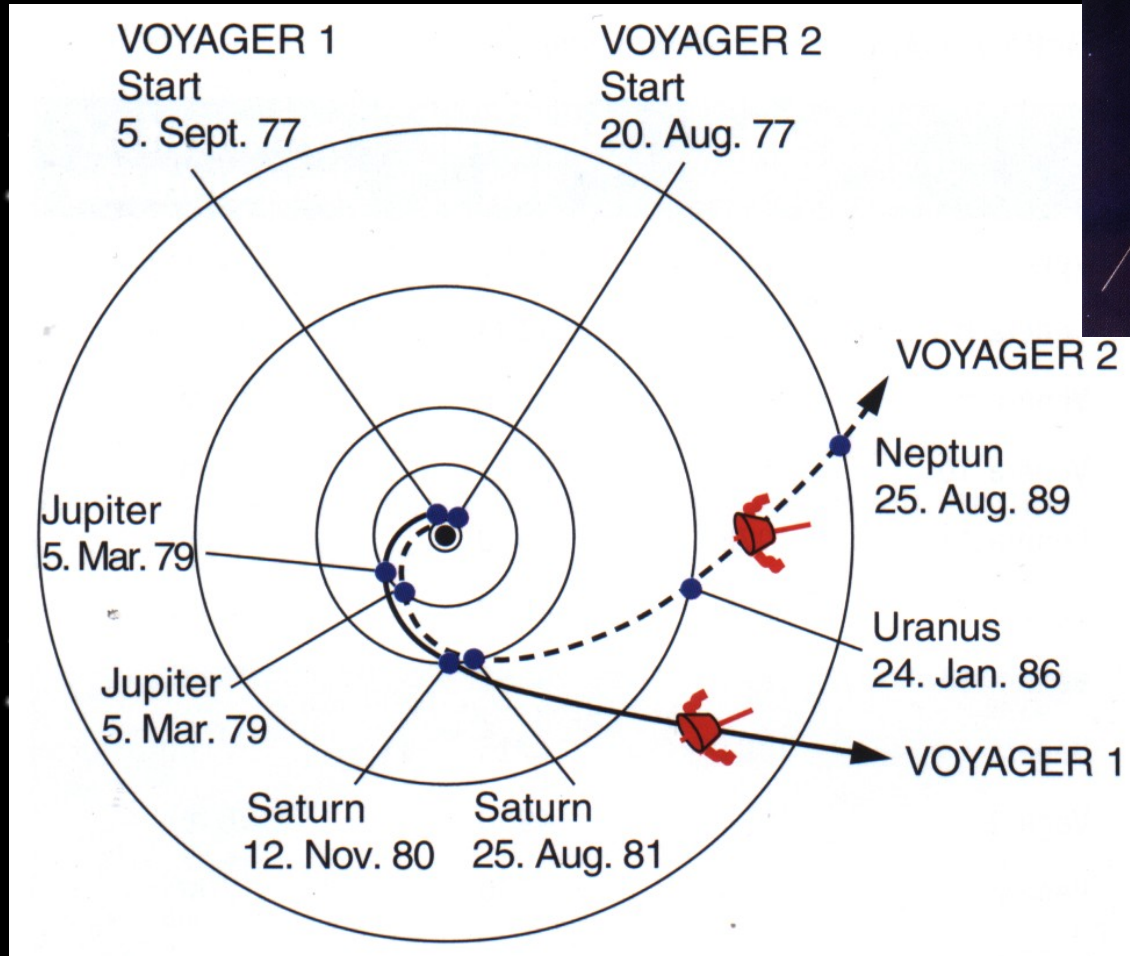 VOYAGER 1
Start
5. Sept. 77
VOYAGER 2
Start
20. Aug. 77
VOYAGER 2
Neptun
25. Aug. 89
Jupiter
5. Mar. 79
Uranus
24. Jan. 86
Jupiter
5. Mar. 79
VOYAGER 1
Saturn
12. Nov. 80
Saturn
25. Aug. 81